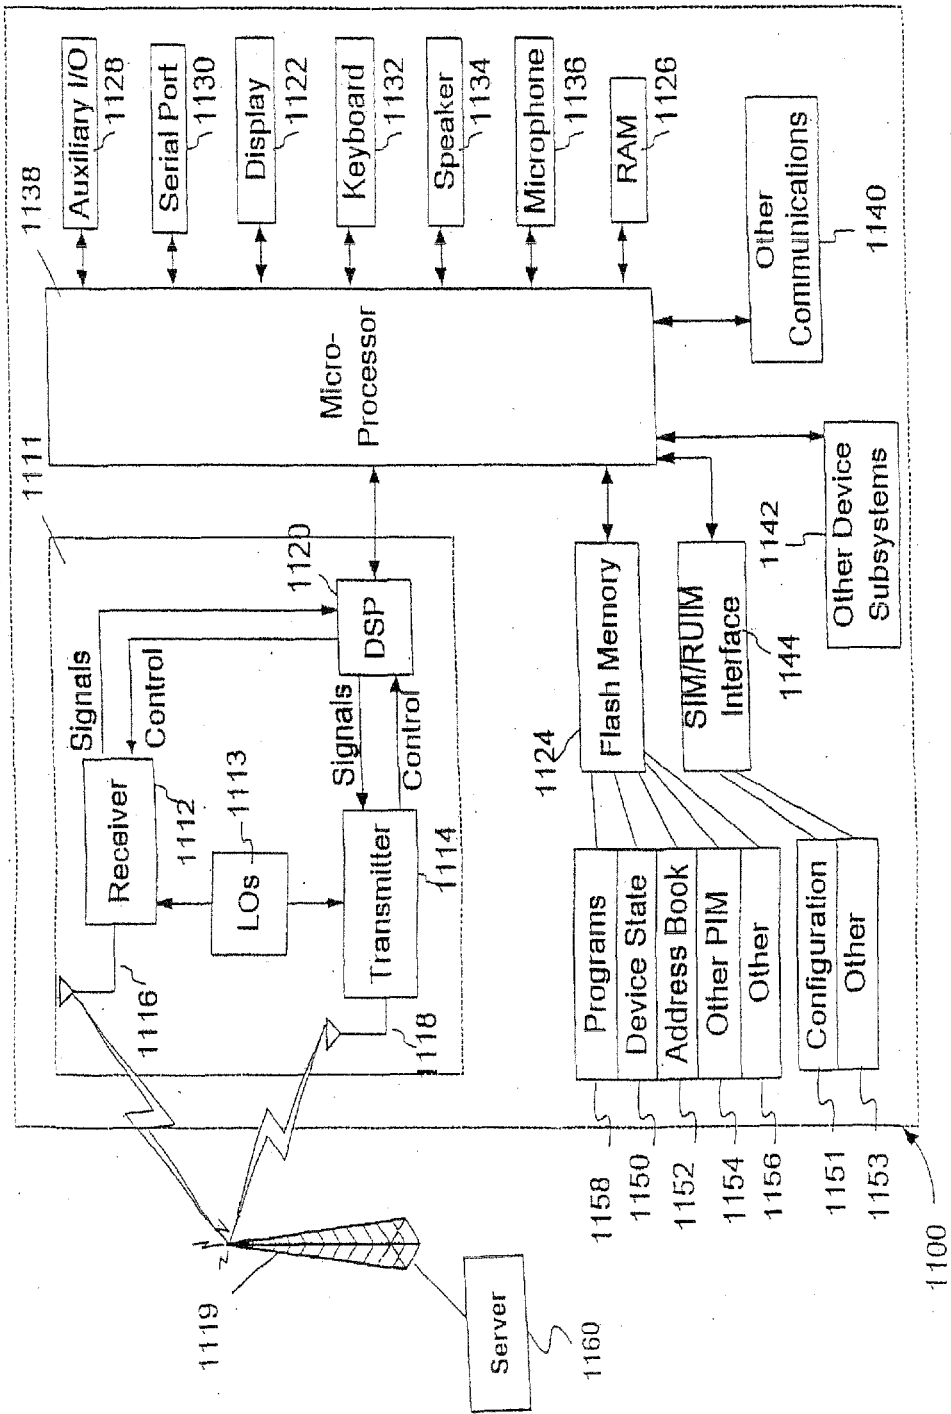 1138
Auxiliary I/O
1128
Serial Port
1130
Display
1122
Keyboard
1132
Speaker
1134
Microphone
1136
RAM
1126
Other
Communications
1140
Micro-
Processor
1111
1120
DSP
Signals
Control
Signals
Control
Receiver
1112
1113
LOs
Transmitter
1114
1116
1118
1142
Other Device
Subsystems
Flash Memory
1124
SIM/RUIM
Interface
1144
Programs
Device State
Address Book
Other PIM
Other
Configuration
Other
1158
1150
1152
1154
1156
1151
1153
1100
1119
Server
1160